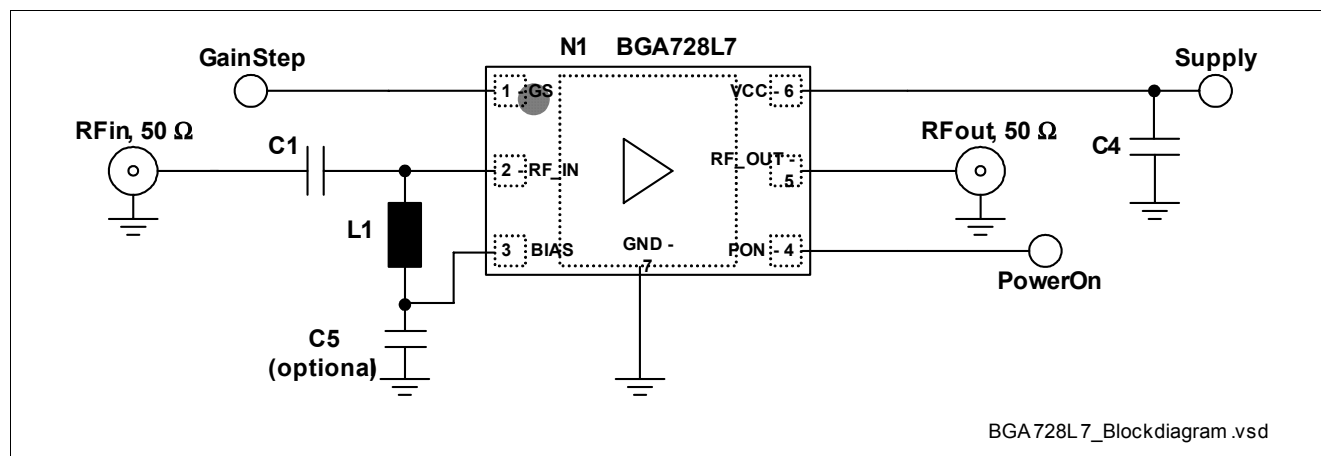 N1 BGA728L7
GainStep
Supply
1 - GS
VCC - 6
RFin, 50 Ω
C1
RFout, 50 Ω
C4
2 - RF_IN
RF_OUT -
5
L1
3 BIAS
GND -
7
PON - 4
PowerOn
C5
(optional)
BGA728L7_Blockdiagram.vsd